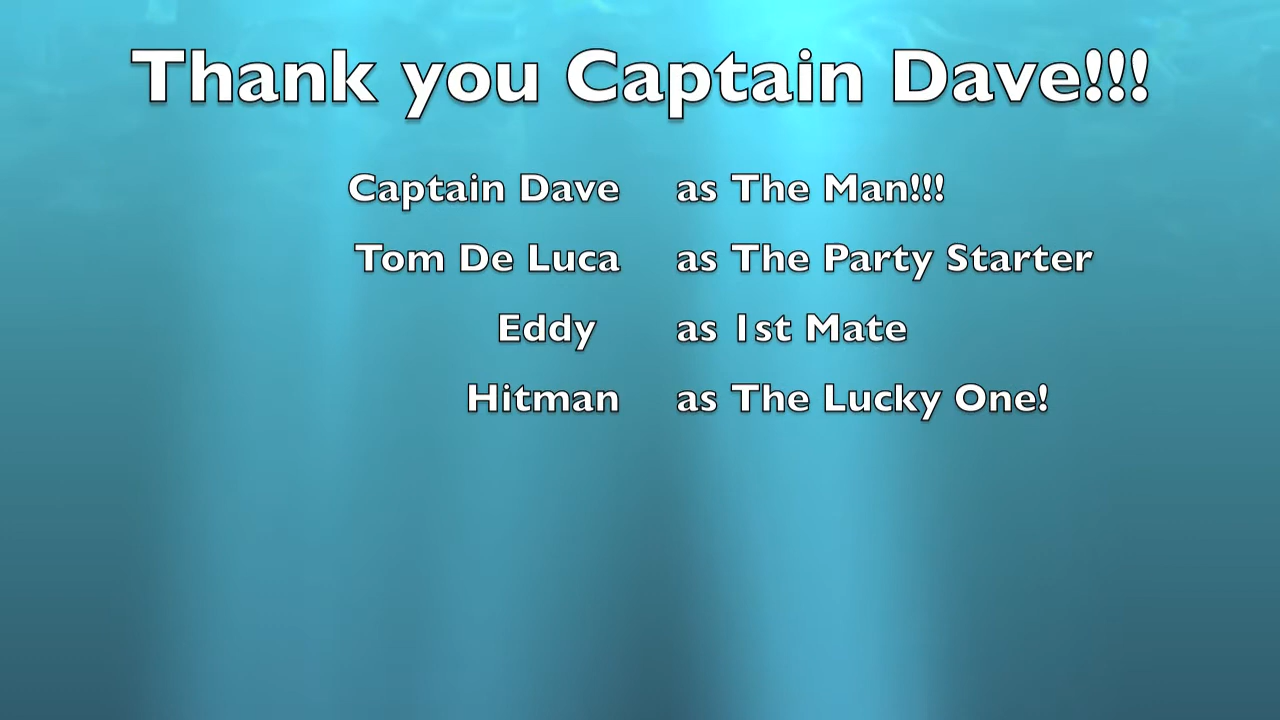 Thank you Captain Dave!!!
Captain Dave as The Man!!!
Tom De Luca as The Party Starter
Eddy as 1st Mate
Hitman as The Lucky One!